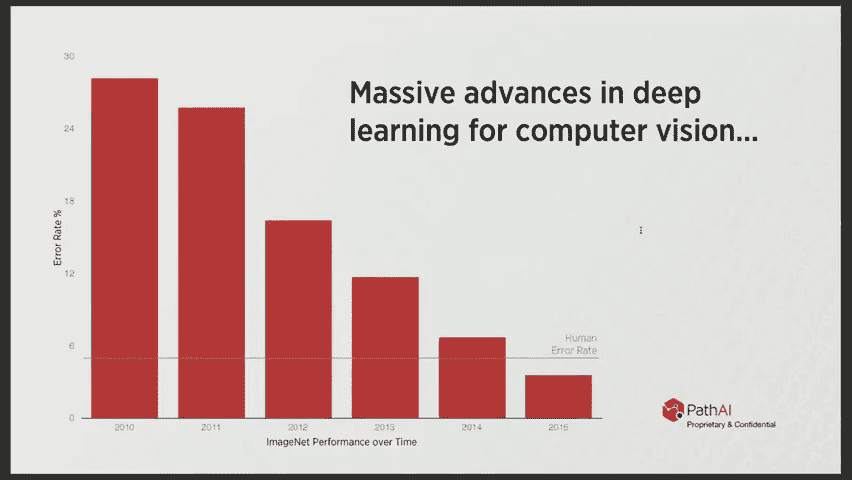 Massive advances in deep
learning for computer vision...
30
24
18
12
6
0
Error Rate %
Human
Error Rate
2010
2011
2012
2013
2014
2015
ImageNet Performance over Time
PathAI
Proprietary & Confidential